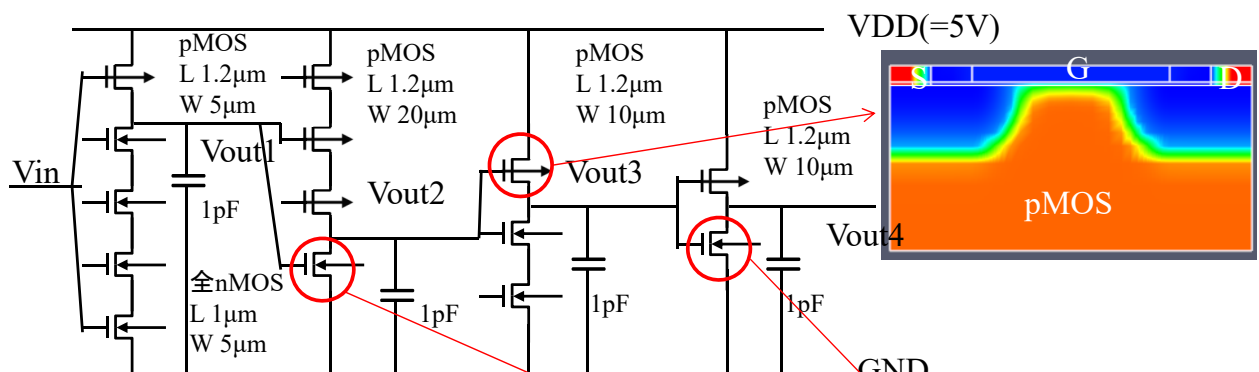 VDD(=5V)
pMOS
L 1.2μm
W 5μm
pMOS
L 1.2μm
W 20μm
pMOS
L 1.2μm
W 10μm
pMOS
L 1.2μm
W 10μm
S
G
D
pMOS
Vin
Vout1
Vout2
Vout3
Vout4
1pF
1pF
1pF
1pF
全nMOS
L 1μm
W 5μm
GND